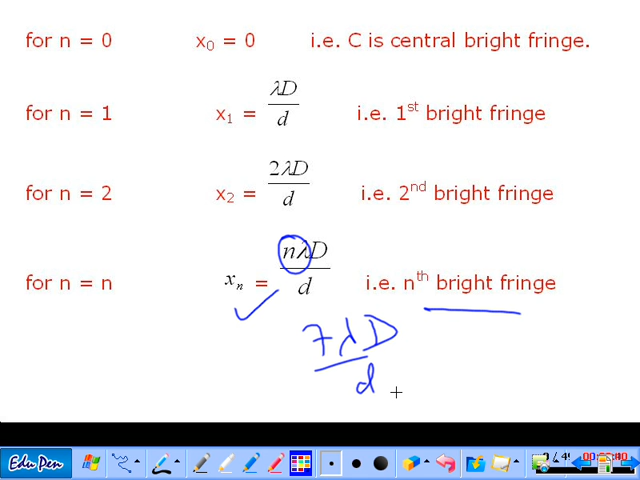 for n = 0 x₀ = 0 i.e. C is central bright fringe.
for n = 1 x₁ = λD/d i.e. 1st bright fringe
for n = 2 x₂ = 2λD/d i.e. 2nd bright fringe
for n = n xₙ = nλD/d i.e. nth bright fringe
7λD/d
Edu Pen